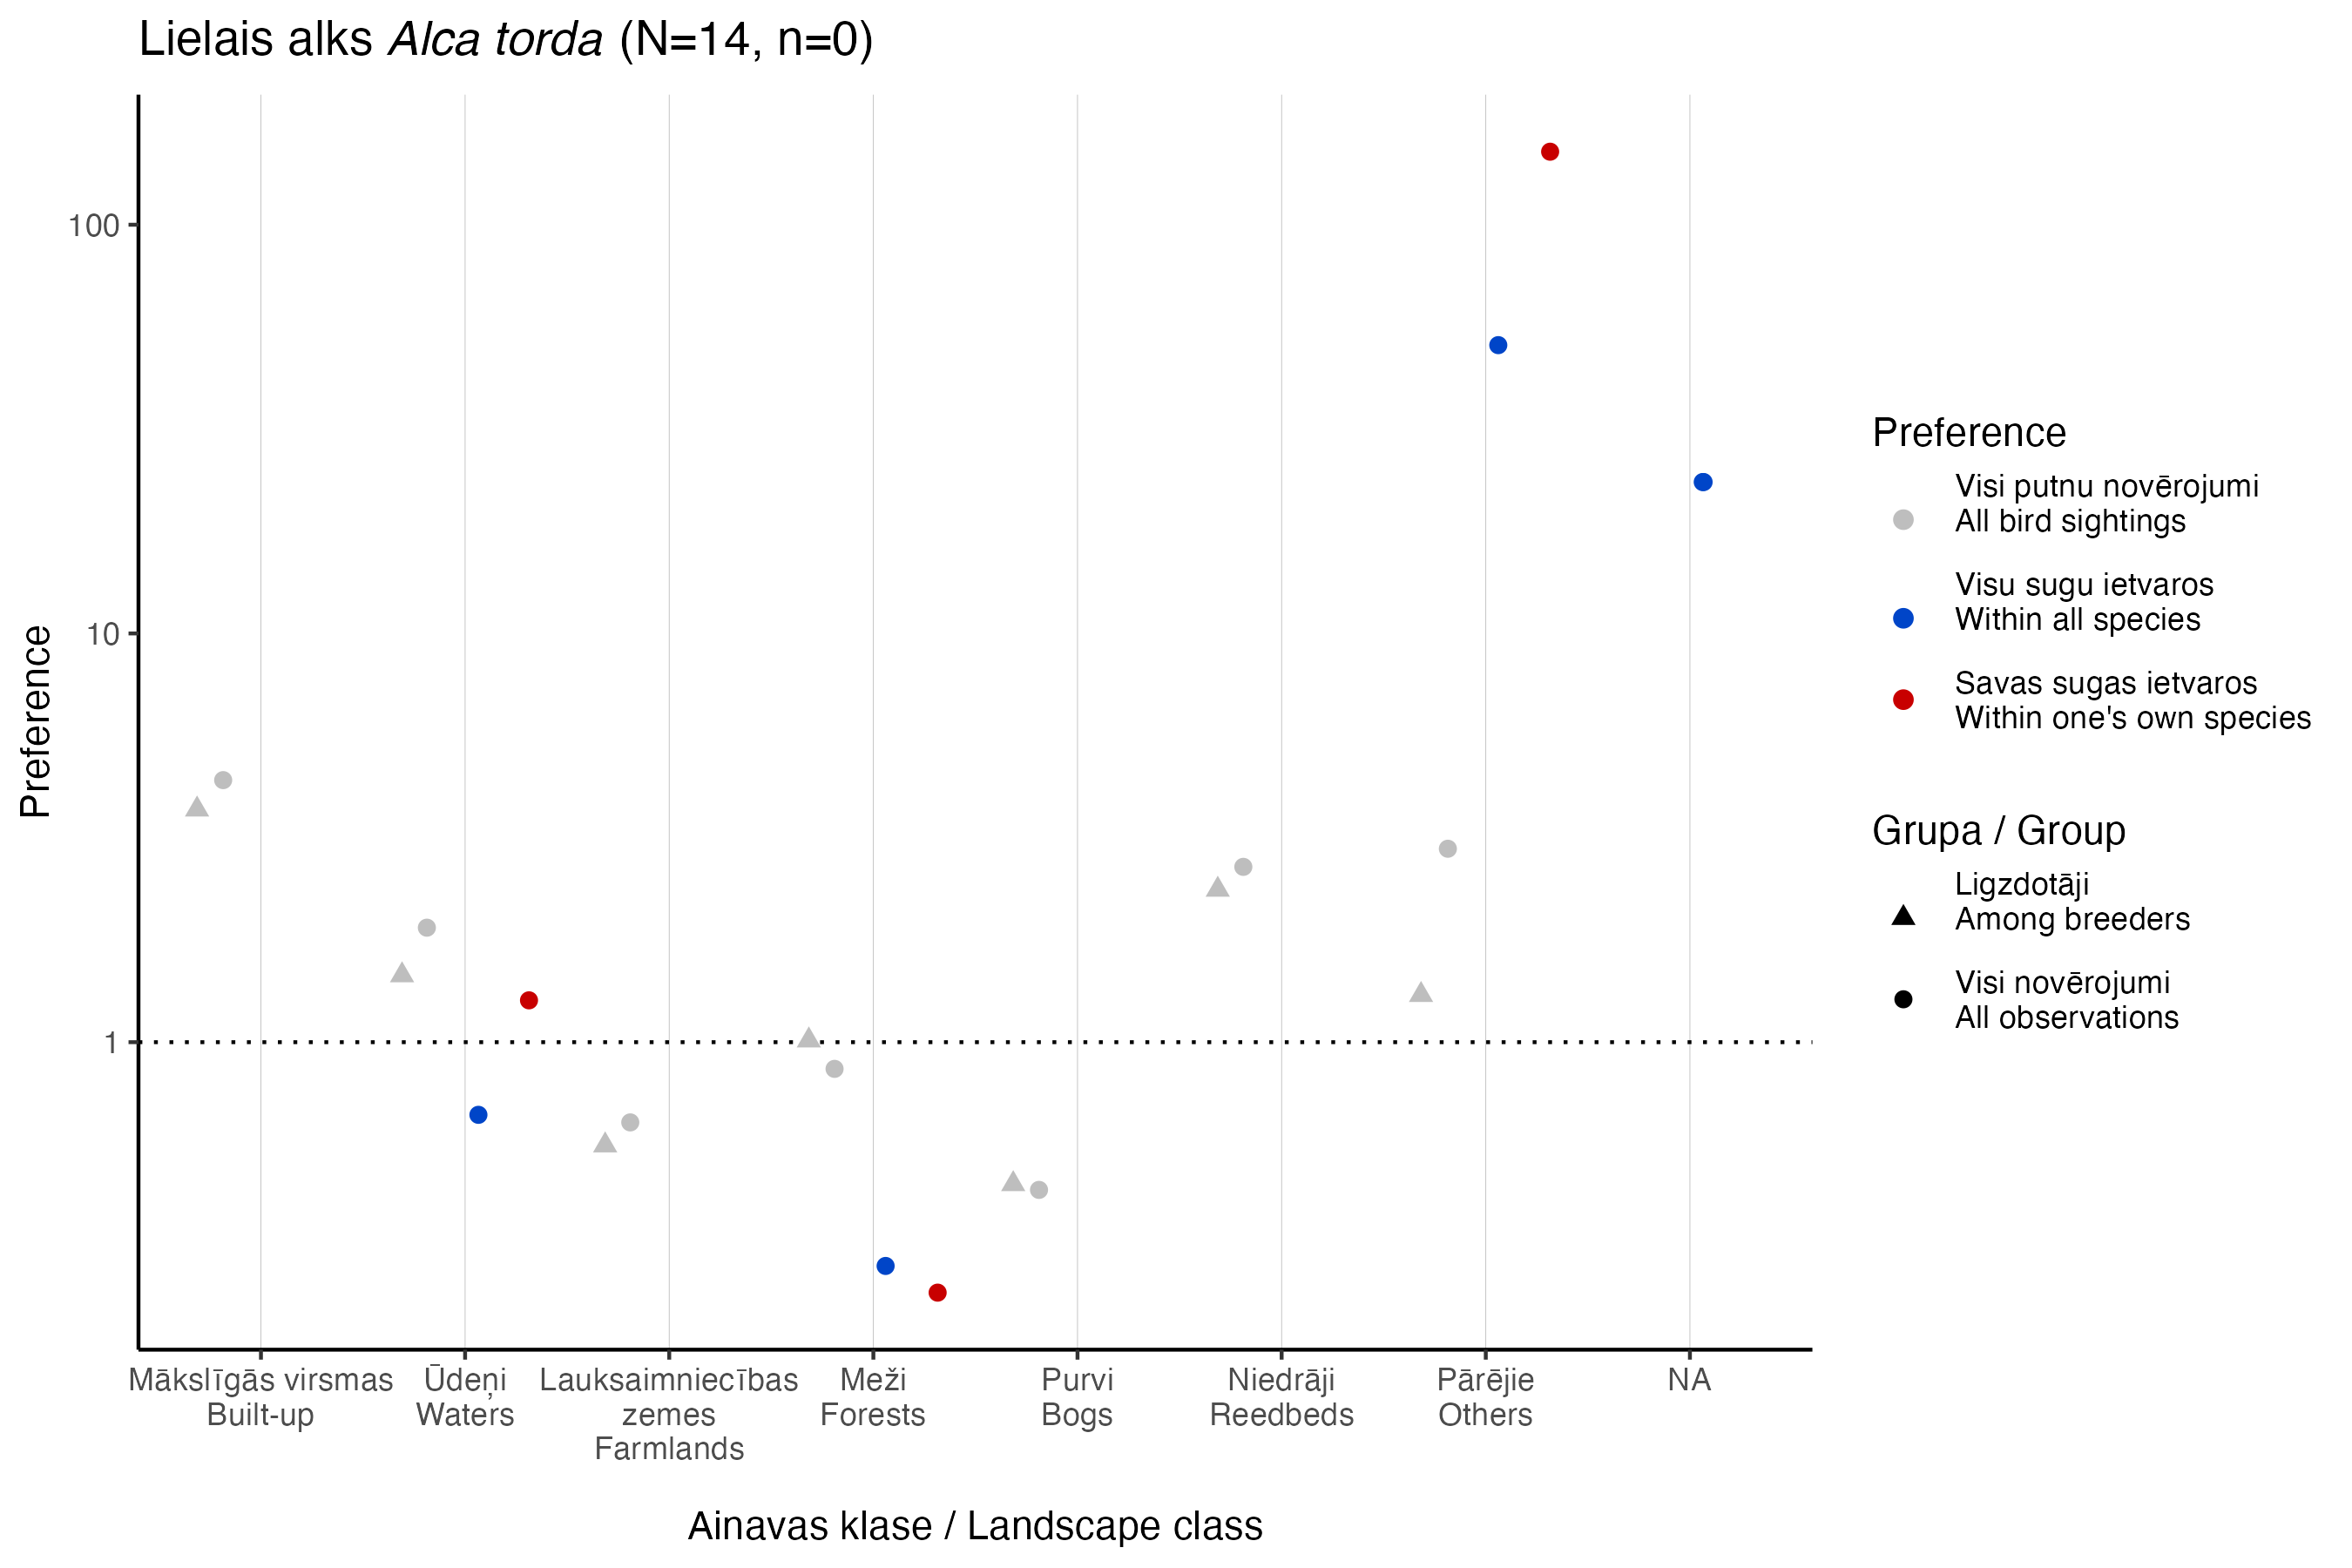 Lielais alks Alca torda (N=14, n=0)
100
10
1
Preference
Mākslīgās virsmas
Built-up
Ūdeņi
Waters
Lauksaimniecības
zemes
Farmlands
Meži
Forests
Purvi
Bogs
Niedrāji
Reedbeds
Pārējie
Others
NA
Ainavas klase / Landscape class
Preference
Visi putnu novērojumi
All bird sightings
Visu sugu ietvaros
Within all species
Savas sugas ietvaros
Within one's own species
Grupa / Group
Ligzdotāji
Among breeders
Visi novērojumi
All observations